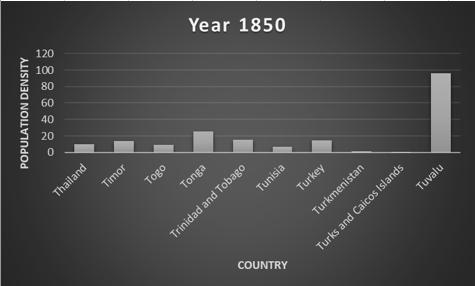 Year 1850
POPULATION DENSITY
120
100
80
60
40
20
0
Thailand
Timor
Togo
Tonga
Trinidad and Tobago
Tunisia
Turkey
Turkmenistan
Turks and Caicos Islands
Tuvalu
COUNTRY